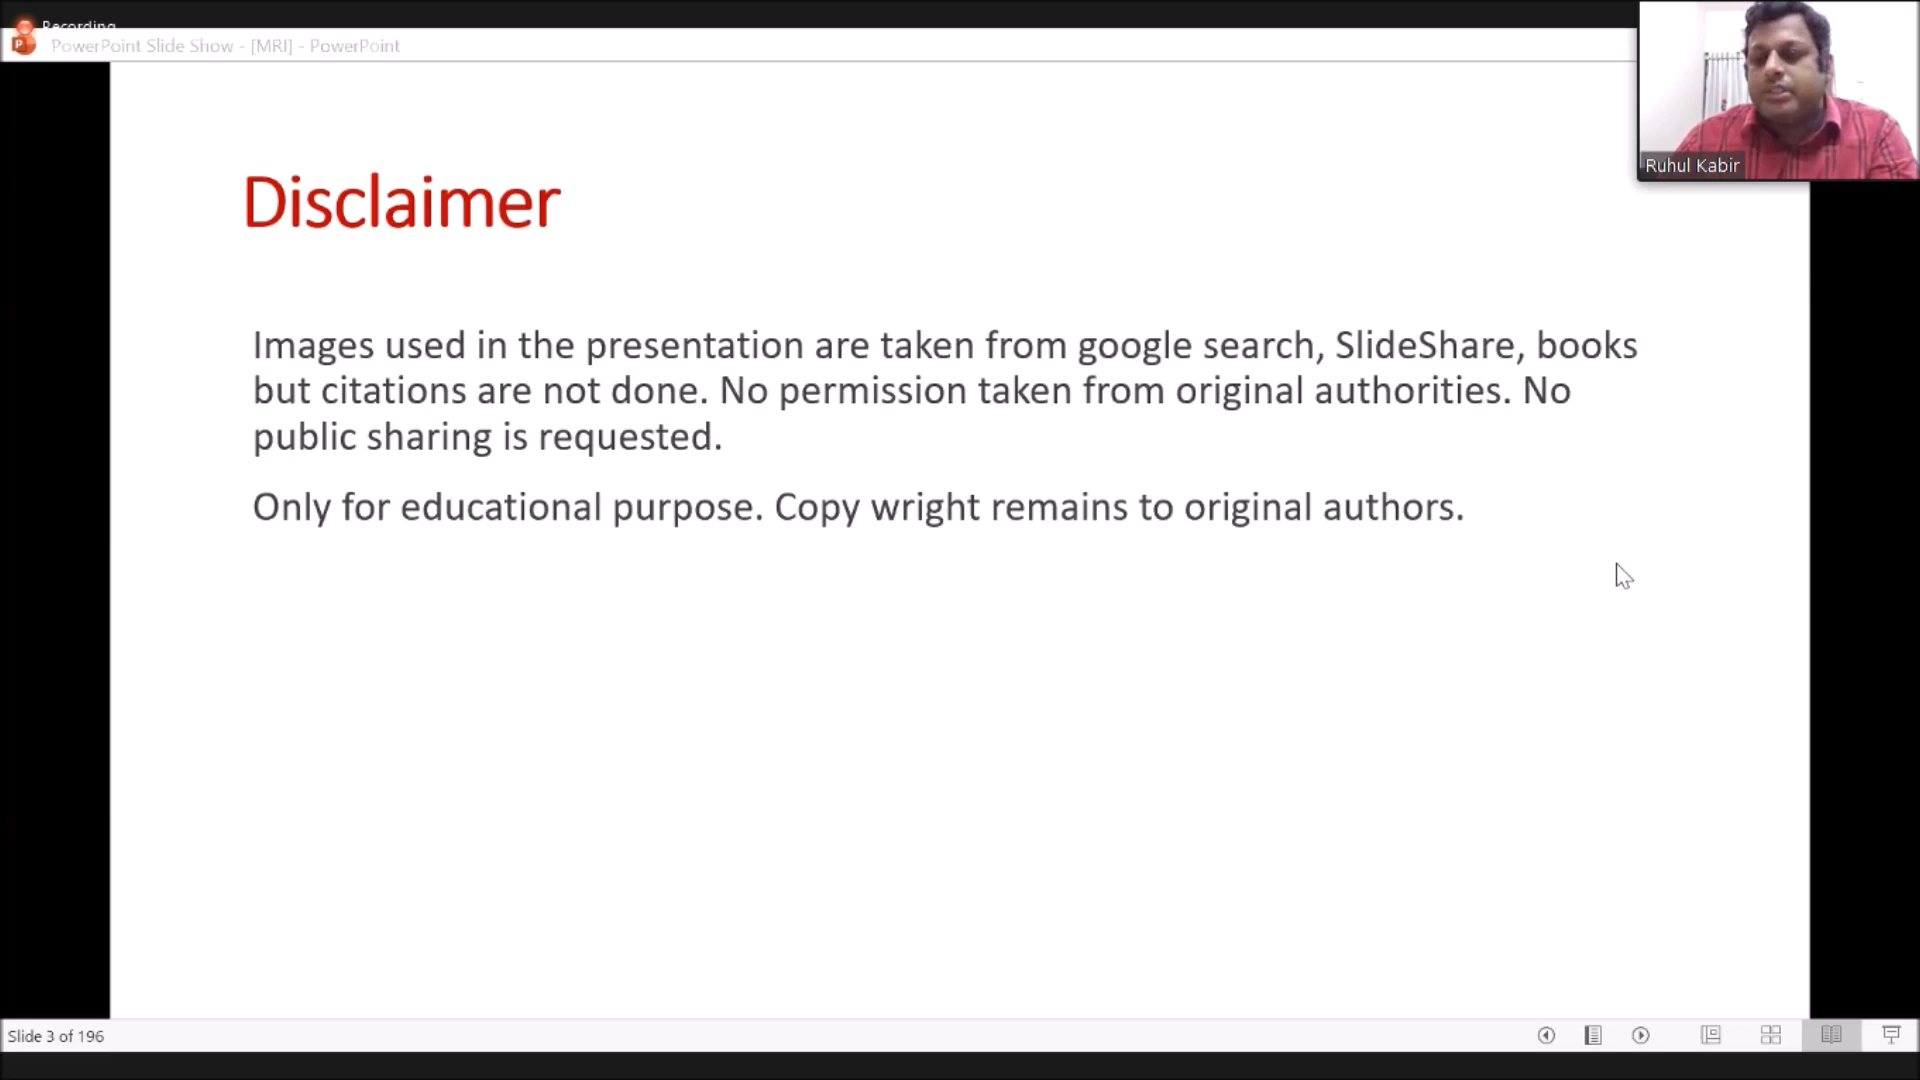 Recording
PowerPoint Slide Show - [MRI] - PowerPoint
Ruhul Kabir
Disclaimer
Images used in the presentation are taken from google search, SlideShare, books
but citations are not done. No permission taken from original authorities. No
public sharing is requested.
Only for educational purpose. Copy wright remains to original authors.
Slide 3 of 196